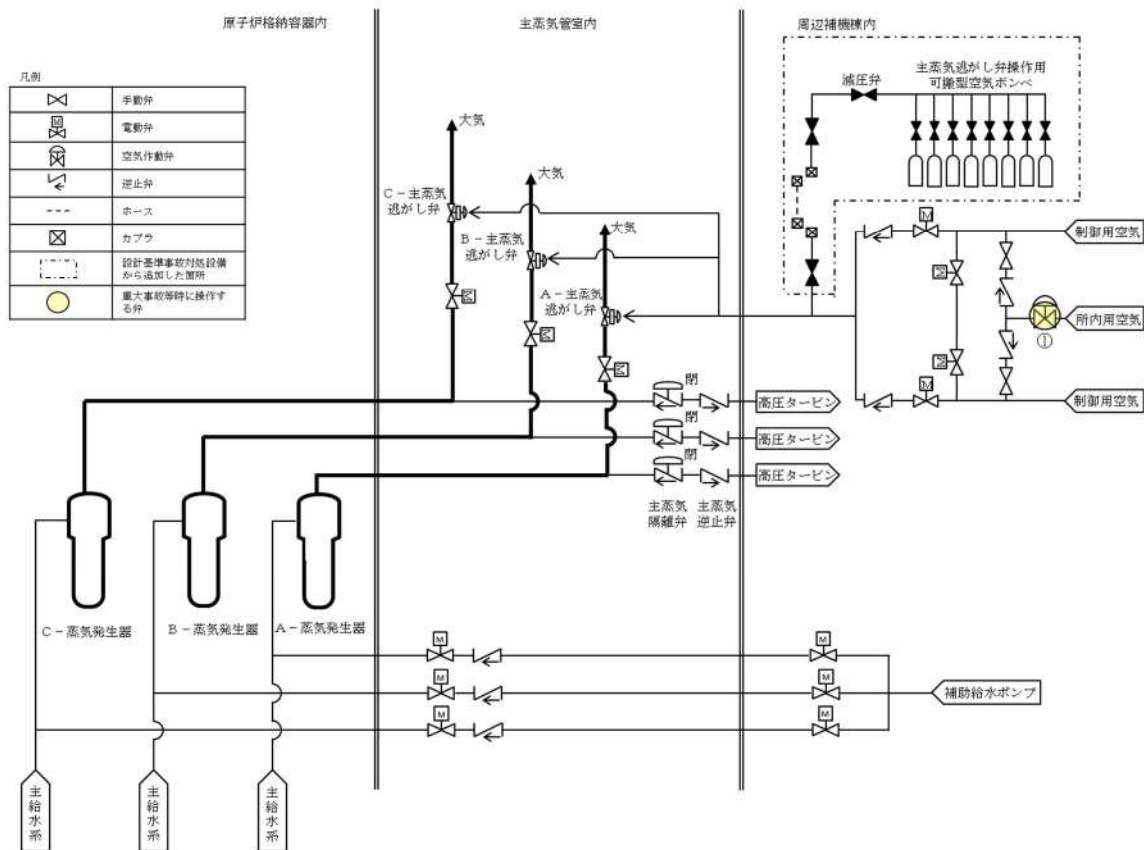 原子炉格納容器内
主蒸気管室内
周辺補機棟内
凡例
手動弁
電動弁
M
空気作動弁
逆止弁
ホース
カプラ
設計基準事故対処設備
から追加した箇所
重大事故等時に操作す
る弁
主蒸気逃がし弁操作用
可搬型空気ボンベ
減圧弁
大気
大気
大気
C－主蒸気
逃がし弁
B－主蒸気
逃がし弁
A－主蒸気
逃がし弁
M
M
M
M
M
M
M
制御用空気
所内用空気
①
制御用空気
閉
高圧タービン
閉
高圧タービン
閉
高圧タービン
主蒸気
隔離弁
主蒸気
逆止弁
C－蒸気発生器
B－蒸気発生器
A－蒸気発生器
M
M
M
M
M
M
補助給水ポンプ
主給水系
主給水系
主給水系